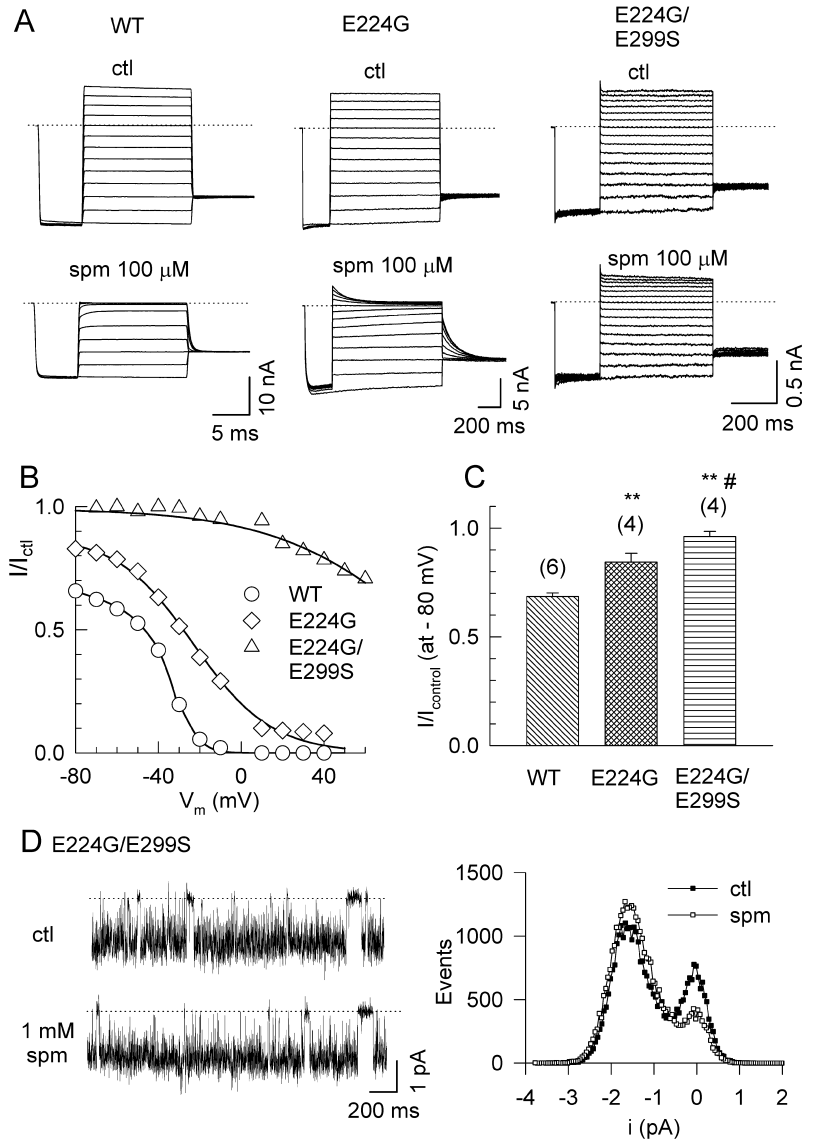 A
WT
E224G
E224G/
E299S
ctl
ctl
ctl
spm 100 μM
spm 100 μM
spm 100 μM
10 nA
5 ms
5 nA
200 ms
0.5 nA
200 ms
B
I/Ictl
1.0
0.5
0.0
-80
-40
0
40
Vm (mV)
WT
E224G
E224G/
E299S
C
I/Icontrol (at - 80 mV)
1.0
0.5
0.0
(6)
**
(4)
** #
(4)
WT
E224G
E224G/
E299S
D E224G/E299S
ctl
1 mM
spm
1 pA
200 ms
Events
1500
1000
500
0
-4
-3
-2
-1
0
1
2
i (pA)
ctl
spm